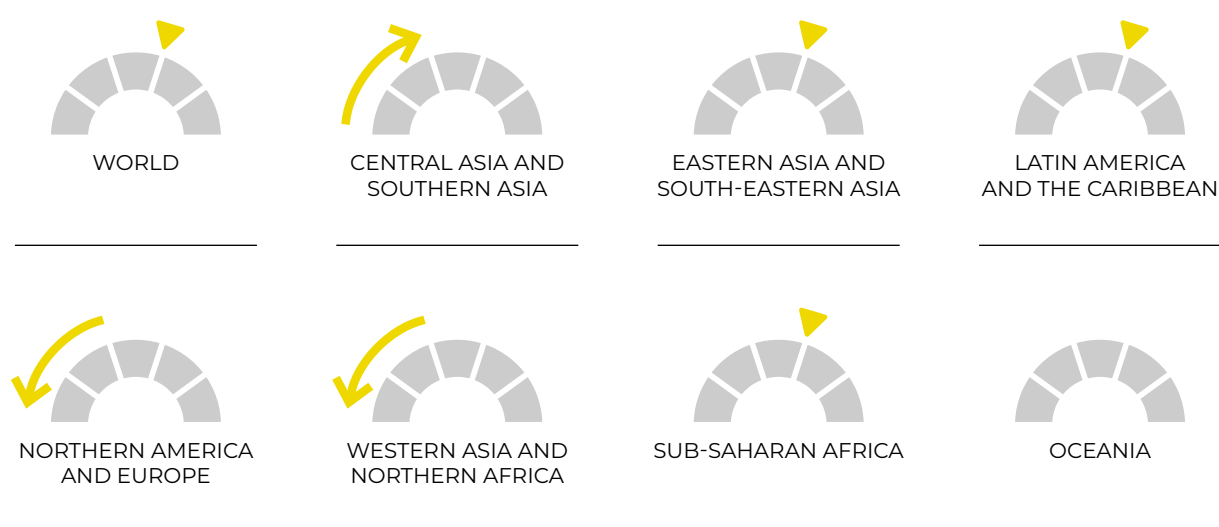 WORLD
CENTRAL ASIA AND
SOUTHERN ASIA
EASTERN ASIA AND
SOUTH-EASTERN ASIA
LATIN AMERICA
AND THE CARIBBEAN
NORTHERN AMERICA
AND EUROPE
WESTERN ASIA AND
NORTHERN AFRICA
SUB-SAHARAN AFRICA
OCEANIA